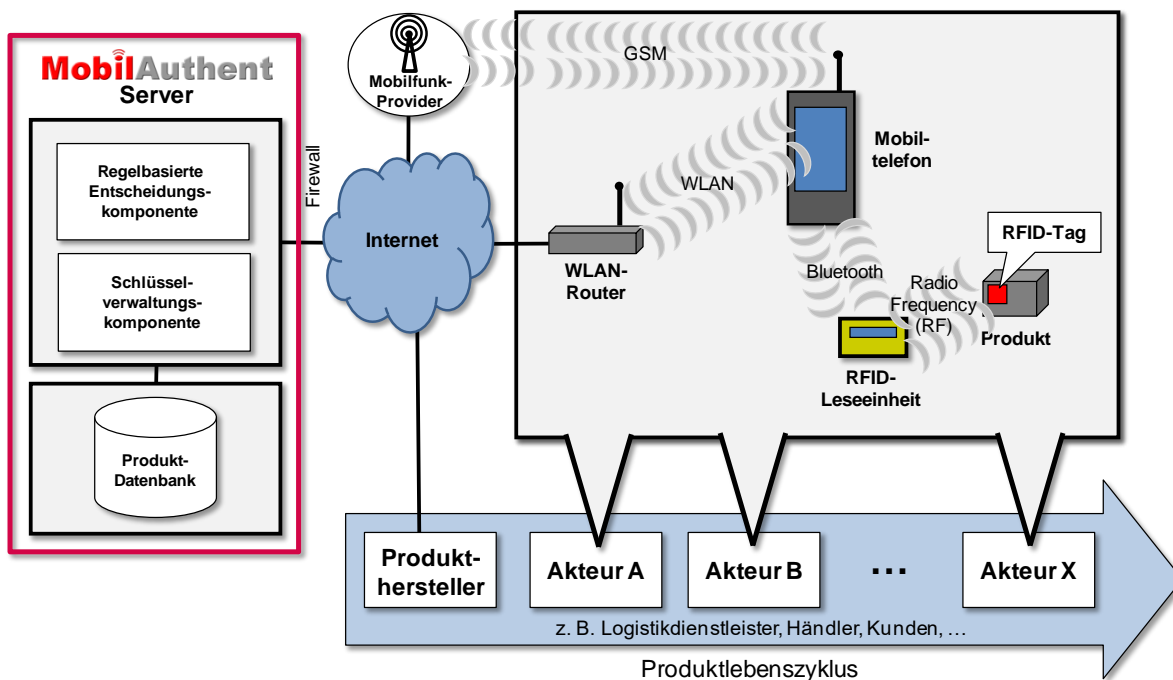 MobilAuthent
Server
Regelbasierte
Entscheidungs-
komponente
Schlüssel-
verwaltungs-
komponente
Produkt-
Datenbank
Firewall
Mobilfunk-
Provider
Internet
GSM
WLAN
WLAN-
Router
Mobil-
telefon
Bluetooth
Radio
Frequency
(RF)
RFID-Tag
Produkt
RFID-
Leseeinheit
Produkt-
hersteller
Akteur A
Akteur B
...
Akteur X
z. B. Logistikdienstleister, Händler, Kunden, ...
Produktlebenszyklus